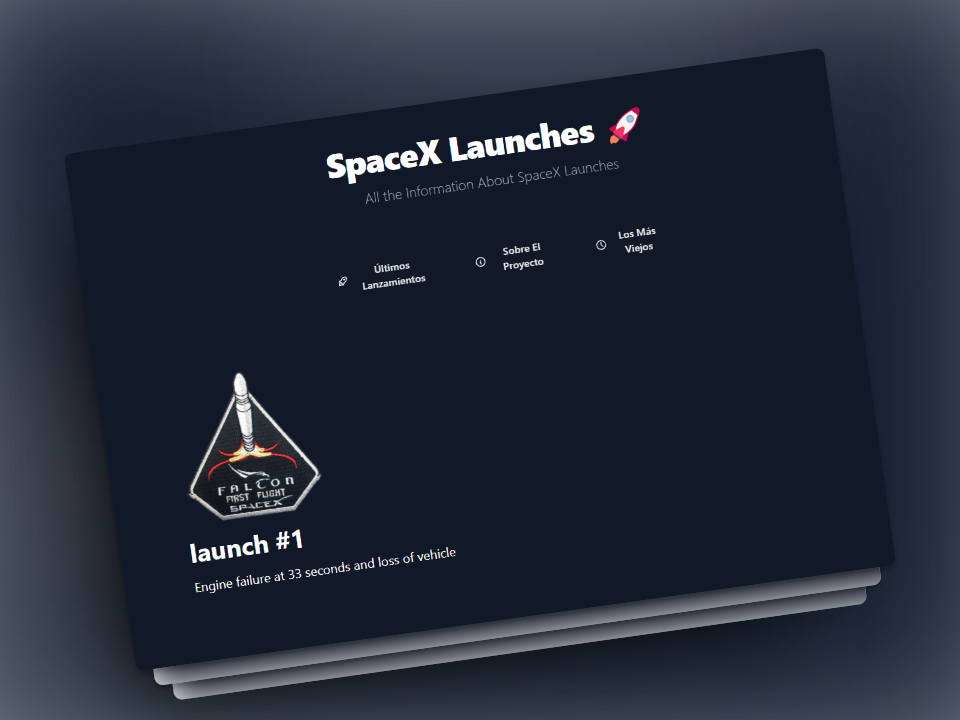 SpaceX Launches 🚀
All the Information About SpaceX Launches
Últimos
Lanzamientos
Sobre El
Proyecto
Los Más
Viejos
FALCON
FIRST FLIGHT
SPACEX
launch #1
Engine failure at 33 seconds and loss of vehicle